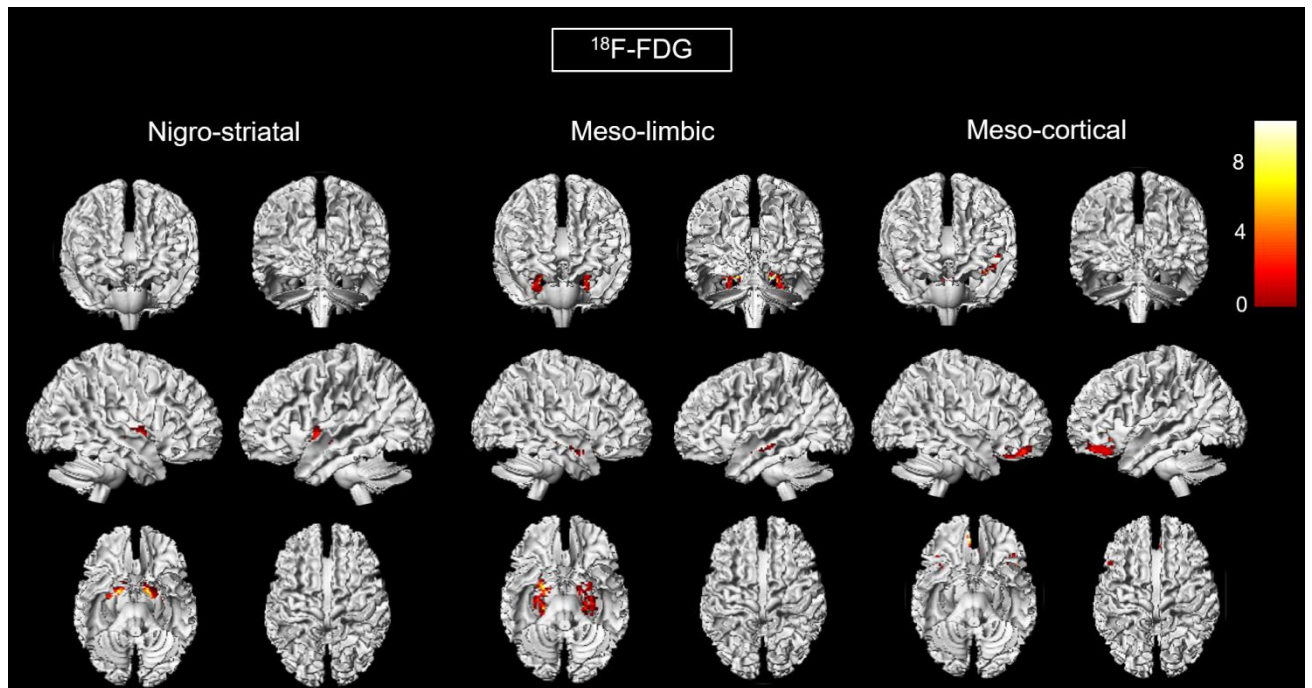 ¹⁸F-FDG
Nigro-striatal
Meso-limbic
Meso-cortical
8
4
0